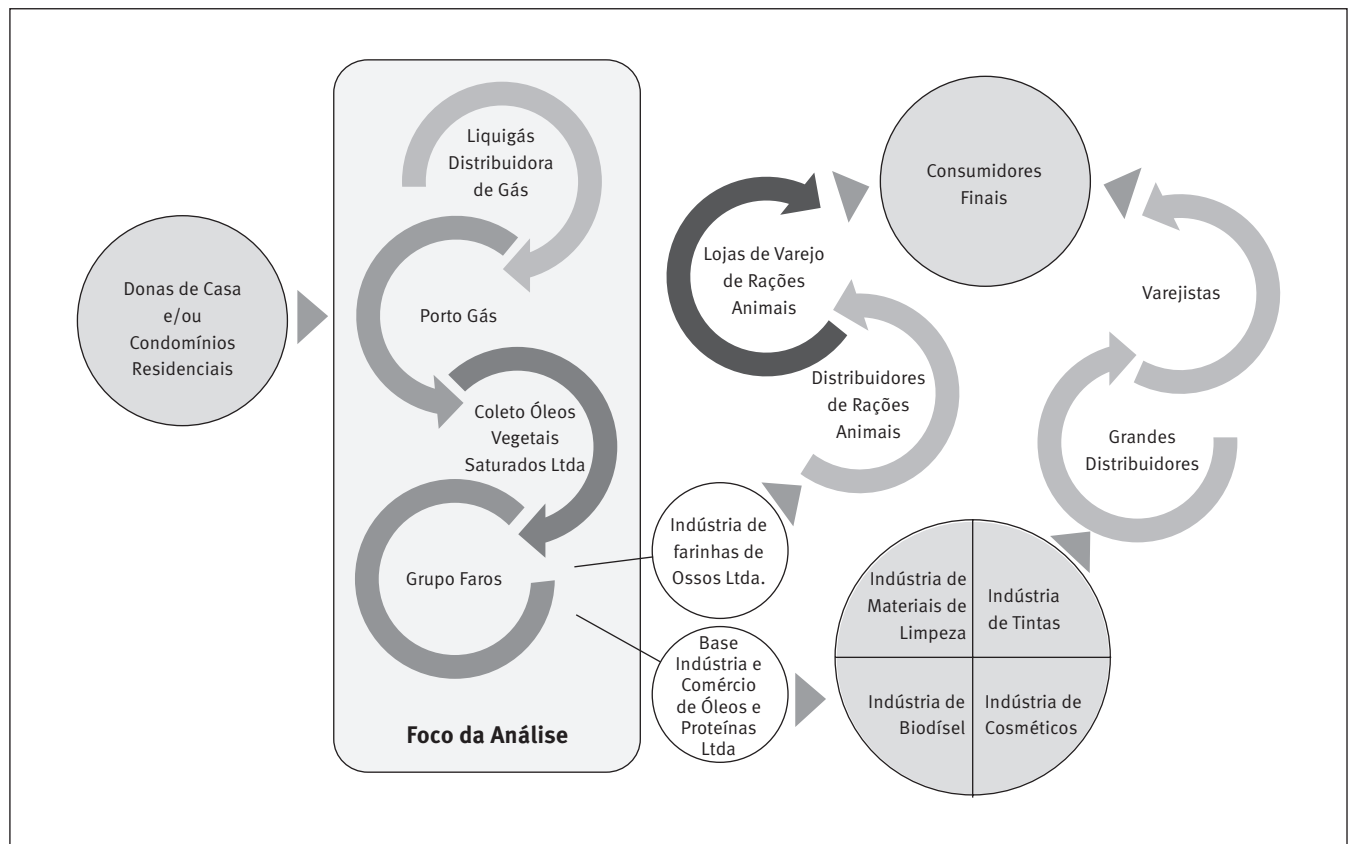 Donas de Casa
e/ou
Condomínios
Residenciais
Liquigás
Distribuidora
de Gás
Porto Gás
Coleto Óleos
Vegetais
Saturados Ltda
Grupo Faros
Foco da Análise
Indústria de
farinhas de
Ossos Ltda.
Base
Indústria e
Comércio
de Óleos e
Proteínas
Ltda
Lojas de Varejo
de Rações
Animais
Distribuidores
de Rações
Animais
Consumidores
Finais
Varejistas
Grandes
Distribuidores
Indústria de
Materiais de
Limpeza
Indústria
de Tintas
Indústria de
Biodísel
Indústria de
Cosméticos